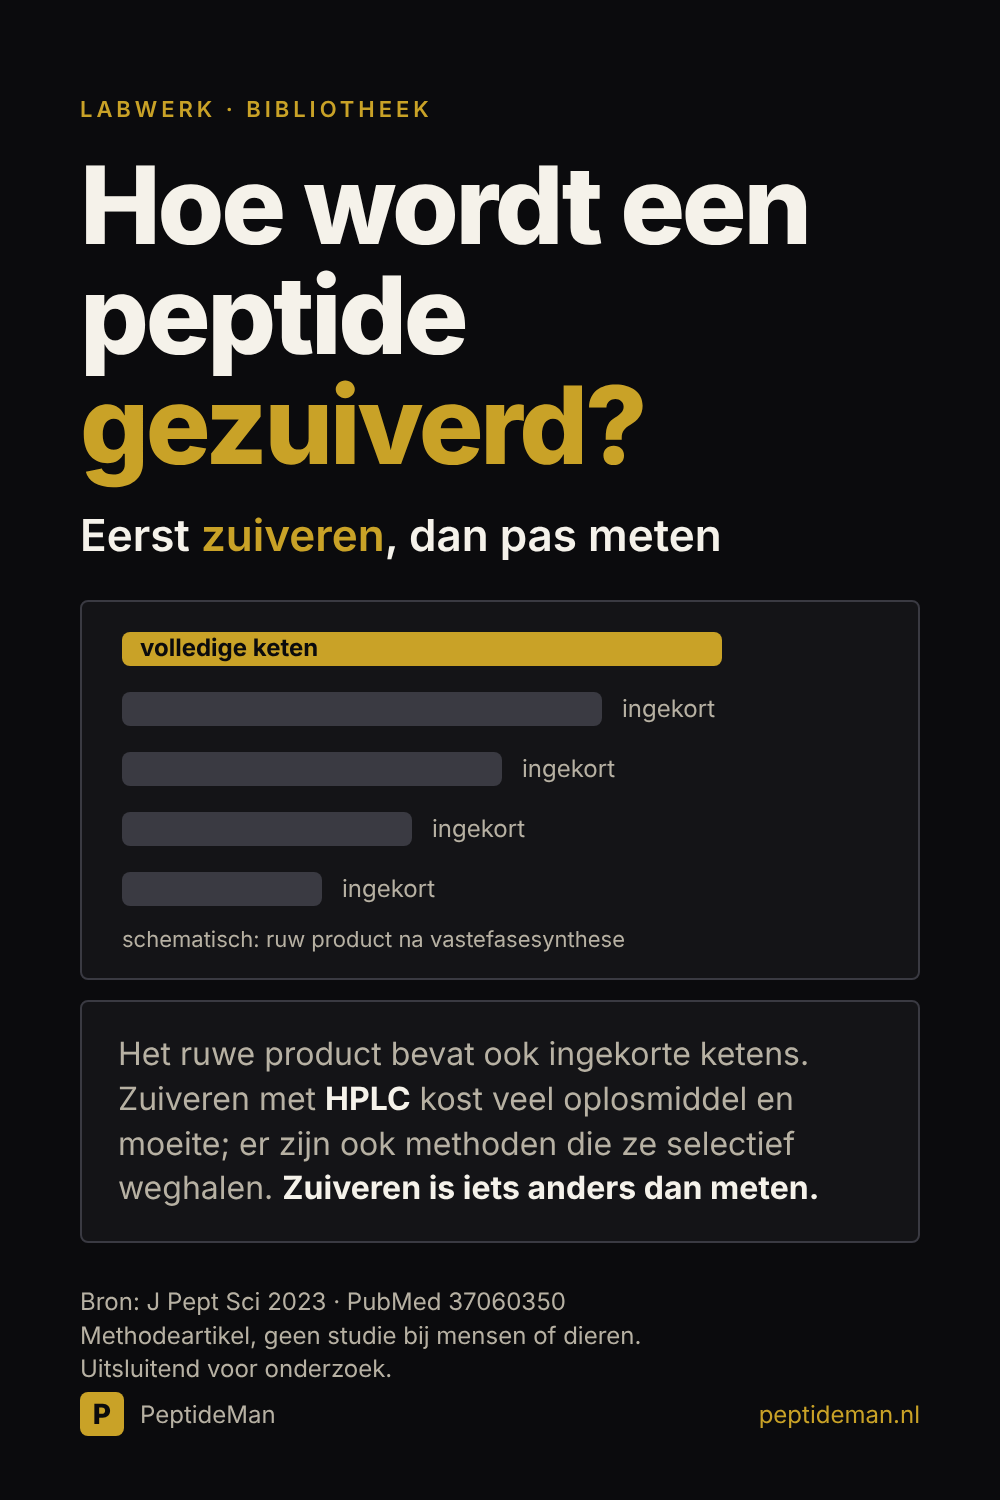 LABWERK · BIBLIOTHEEK
Hoe wordt een
peptide
gezuiverd?
Eerst zuiveren, dan pas meten
volledige keten
ingekort
ingekort
ingekort
ingekort
schematisch: ruw product na vastefasesynthese
Het ruwe product bevat ook ingekorte ketens.
Zuiveren met HPLC kost veel oplosmiddel en
moeite; er zijn ook methoden die ze selectief
weghalen. Zuiveren is iets anders dan meten.
Bron: J Pept Sci 2023 · PubMed 37060350
Methodeartikel, geen studie bij mensen of dieren.
Uitsluitend voor onderzoek.
P PeptideMan peptideman.nl